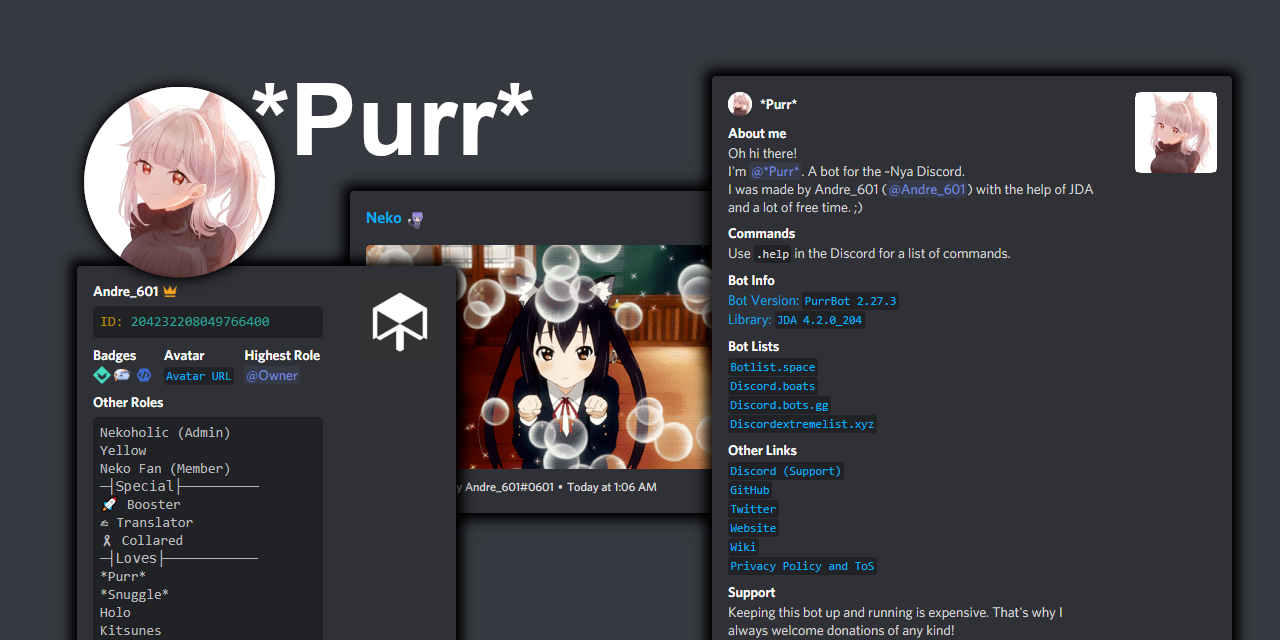 *Purr*
Neko
y Andre_601#0601 • Today at 1:06 AM
Andre_601
ID: 204232208049766400
Badges Avatar Highest Role
Avatar URL @Owner
Other Roles
Nekoholic (Admin)
Yellow
Neko Fan (Member)
─┤Special├──────────
🚀 Booster
✍ Translator
🎗 Collared
─┤Loves├────────────
*Purr*
*Snuggle*
Holo
Kitsunes
*Purr*
About me
Oh hi there!
I'm @*Purr*. A bot for the ~Nya Discord.
I was made by Andre_601 (@Andre_601) with the help of JDA
and a lot of free time. ;)
Commands
Use .help in the Discord for a list of commands.
Bot Info
Bot Version: PurrBot 2.27.3
Library: JDA 4.2.0_204
Bot Lists
Botlist.space
Discord.boats
Discord.bots.gg
Discordextremelist.xyz
Other Links
Discord (Support)
GitHub
Twitter
Website
Wiki
Privacy Policy and ToS
Support
Keeping this bot up and running is expensive. That's why I
always welcome donations of any kind!